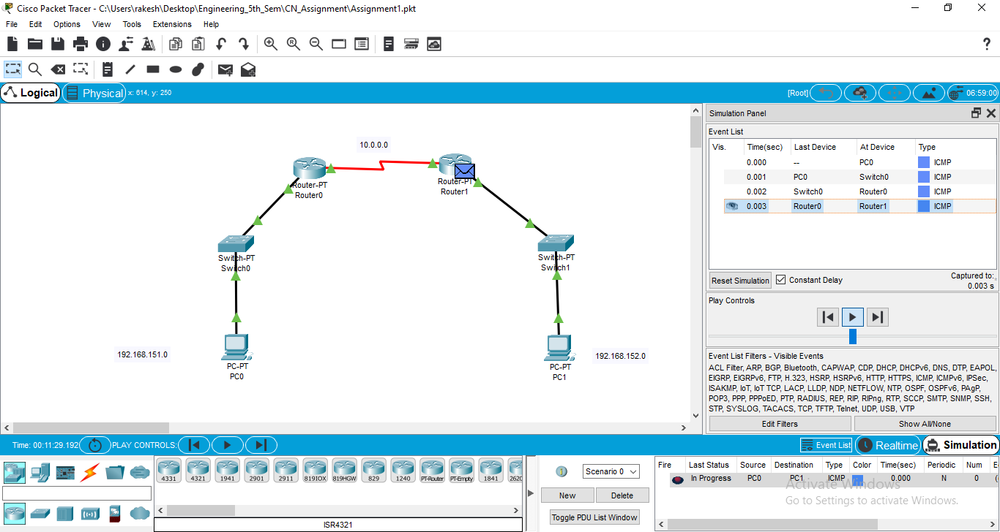 Cisco Packet Tracer - C:\Users\rakesh\Desktop\Engineering_5th_Sem\CN_Assignment\Assignment1.pkt
File Edit Options View Tools Extensions Help
Logical Physical x: 614, y: 250 [Root] 06:59:00
10.0.0.0
Router-PT
Router0
Router-PT
Router1
Switch-PT
Switch0
Switch-PT
Switch1
192.168.151.0
PC-PT
PC0
PC-PT
PC1
192.168.152.0
Simulation Panel
Event List
Vis. Time(sec) Last Device At Device Type
0.000 -- PC0 ICMP
0.001 PC0 Switch0 ICMP
0.002 Switch0 Router0 ICMP
0.003 Router0 Router1 ICMP
Reset Simulation Constant Delay Captured to:
0.003 s
Play Controls
Event List Filters - Visible Events
ACL Filter, ARP, BGP, Bluetooth, CAPWAP, CDP, DHCP, DHCPv6, DNS, DTP, EAPOL,
EIGRP, EIGRPv6, FTP, H.323, HSRP, HSRPv6, HTTP, HTTPS, ICMP, ICMPv6, IPSec,
ISAKMP, IoT, IoT TCP, LACP, LLDP, NDP, NETFLOW, NTP, OSPF, OSPFv6, PAgP,
POP3, PPP, PPPoED, PTP, RADIUS, REP, RIP, RIPng, RTP, SCCP, SMTP, SNMP, SSH,
STP, SYSLOG, TACACS, TCP, TFTP, Telnet, UDP, USB, VTP
Edit Filters Show All/None
Time: 00:11:29.192 PLAY CONTROLS: Event List Realtime Simulation
4331 4321 1941 2901 2911 819IOX 819HGW 829 1240 PT-Router PT-Empty 1841 2620
ISR4321
Scenario 0
New Delete
Toggle PDU List Window
Fire Last Status Source Destination Type Color Time(sec) Periodic Num E
In Progress PC0 PC1 ICMP 0.000 N 0 (
Activate Windows
Go to Settings to activate Windows.